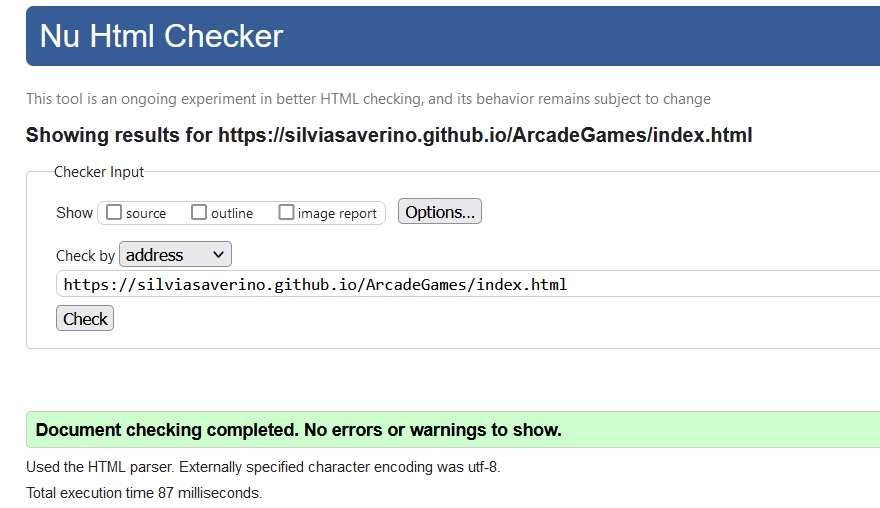 Nu Html Checker
This tool is an ongoing experiment in better HTML checking, and its behavior remains subject to change
Showing results for https://silviasaverino.github.io/ArcadeGames/index.html
Checker Input
Show source outline image report Options...
Check by address
https://silviasaverino.github.io/ArcadeGames/index.html
Check
Document checking completed. No errors or warnings to show.
Used the HTML parser. Externally specified character encoding was utf-8.
Total execution time 87 milliseconds.